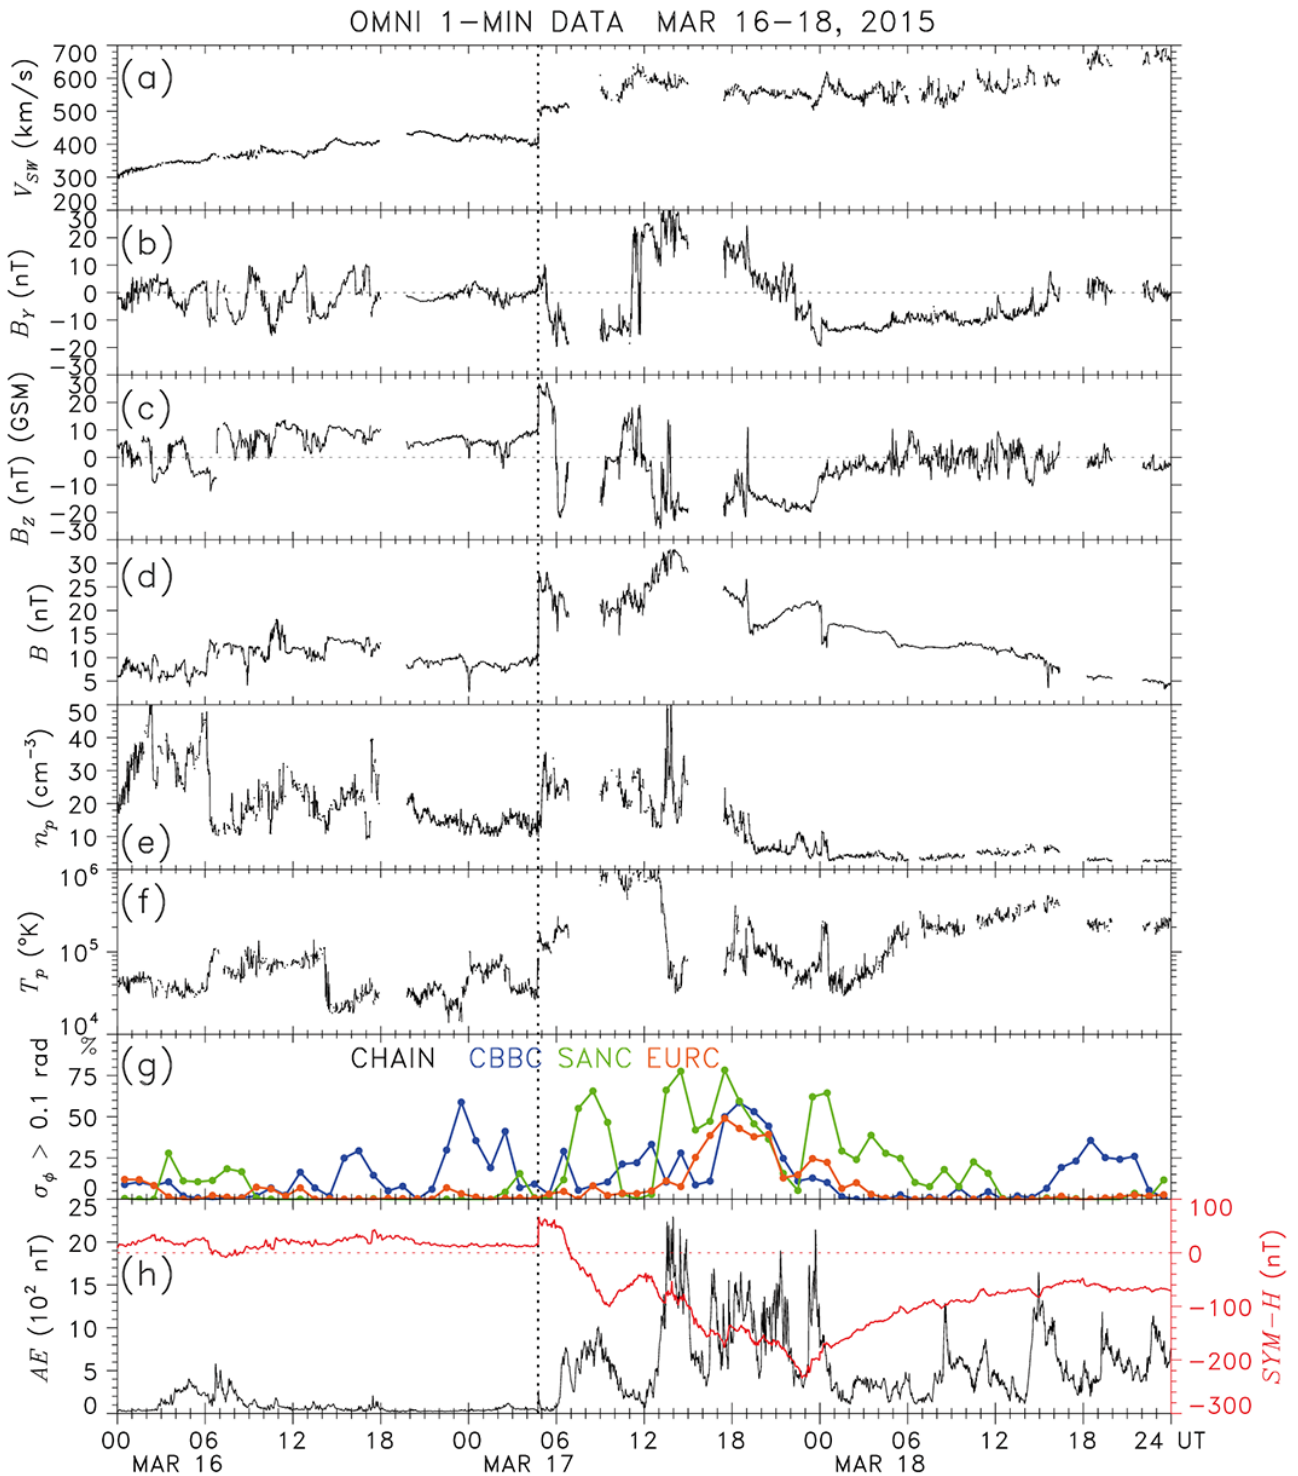 OMNI 1-MIN DATA MAR 16-18, 2015
(a)
V_SW (km/s)
700
600
500
400
300
200
(b)
B_Y (nT)
30
20
10
0
-10
-20
-30
(c)
B_Z (nT) (GSM)
30
20
10
0
-10
-20
-30
(d)
B (nT)
30
25
20
15
10
5
(e)
n_p (cm^-3)
50
40
30
20
10
(f)
T_p (°K)
10^6
10^5
10^4
(g)
σ_ϕ > 0.1 rad
%
75
50
25
0
CHAIN CBBC SANC EURC
(h)
AE (10^2 nT)
25
20
15
10
5
0
100
0
-100
-200
-300
SYM-H (nT)
00 06 12 18 00 06 12 18 00 06 12 18 24 UT
MAR 16 MAR 17 MAR 18